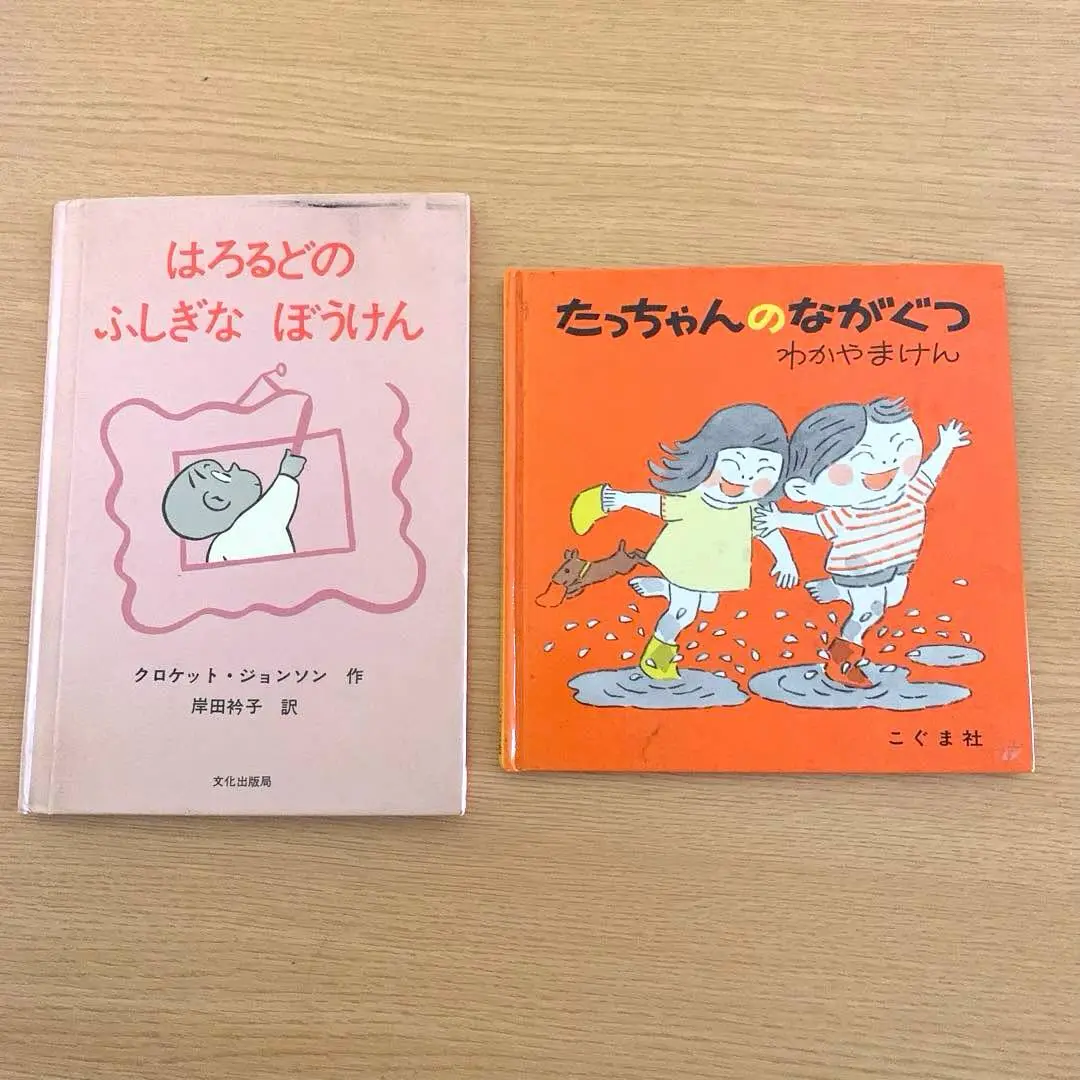 はろるどの
ふしぎな ぼうけん
クロケット・ジョンソン 作
岸田衿子 訳
文化出版局
たっちゃんのながぐつ
わかやまけん
こぐま社